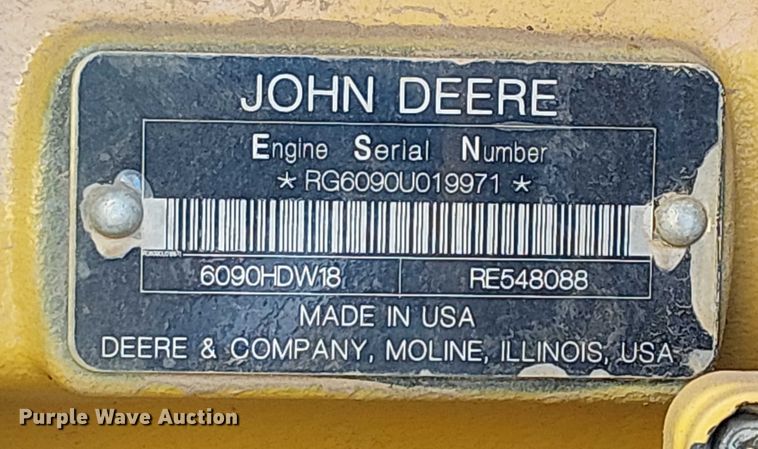 JOHN DEERE
Engine Serial Number
* RG6090U019971 *
RG6090U019971
6090HDW18 RE548088
MADE IN USA
DEERE & COMPANY, MOLINE, ILLINOIS, USA
Purple Wave Auction